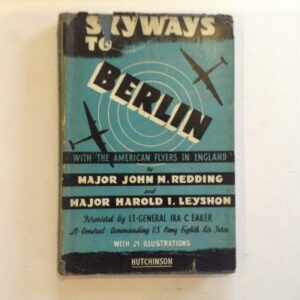 SKYWAYS
TO
BERLIN
WITH THE AMERICAN FLYERS IN ENGLAND
by
MAJOR JOHN M. REDDING
and
MAJOR HAROLD I. LEYSHON
Foreword by LT-GENERAL IRA C. EAKER
Lt-General Commanding U.S. Army Eighth Air Force
WITH 21 ILLUSTRATIONS
HUTCHINSON